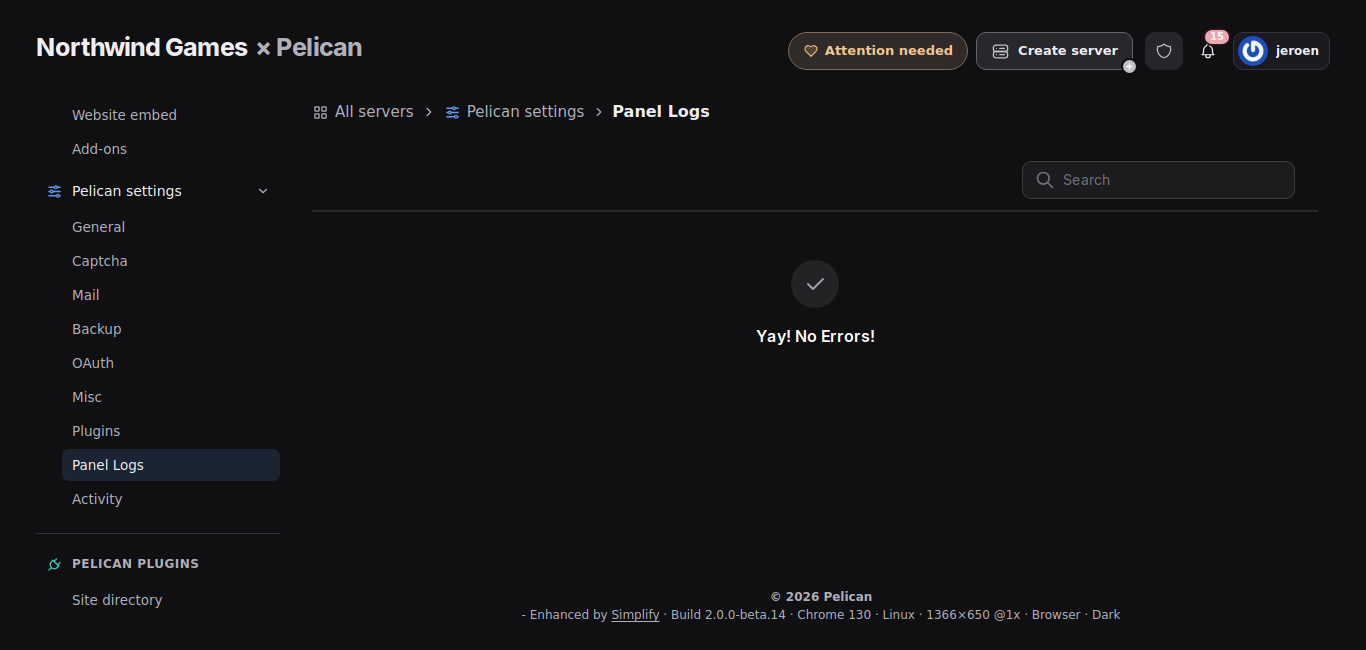 Northwind Games × Pelican
Attention needed
Create server
15
jeroen
Website embed
Add-ons
Pelican settings
General
Captcha
Mail
Backup
OAuth
Misc
Plugins
Panel Logs
Activity
PELICAN PLUGINS
Site directory
All servers > Pelican settings > Panel Logs
Search
Yay! No Errors!
© 2026 Pelican
- Enhanced by Simplify · Build 2.0.0-beta.14 · Chrome 130 · Linux · 1366×650 @1x · Browser · Dark